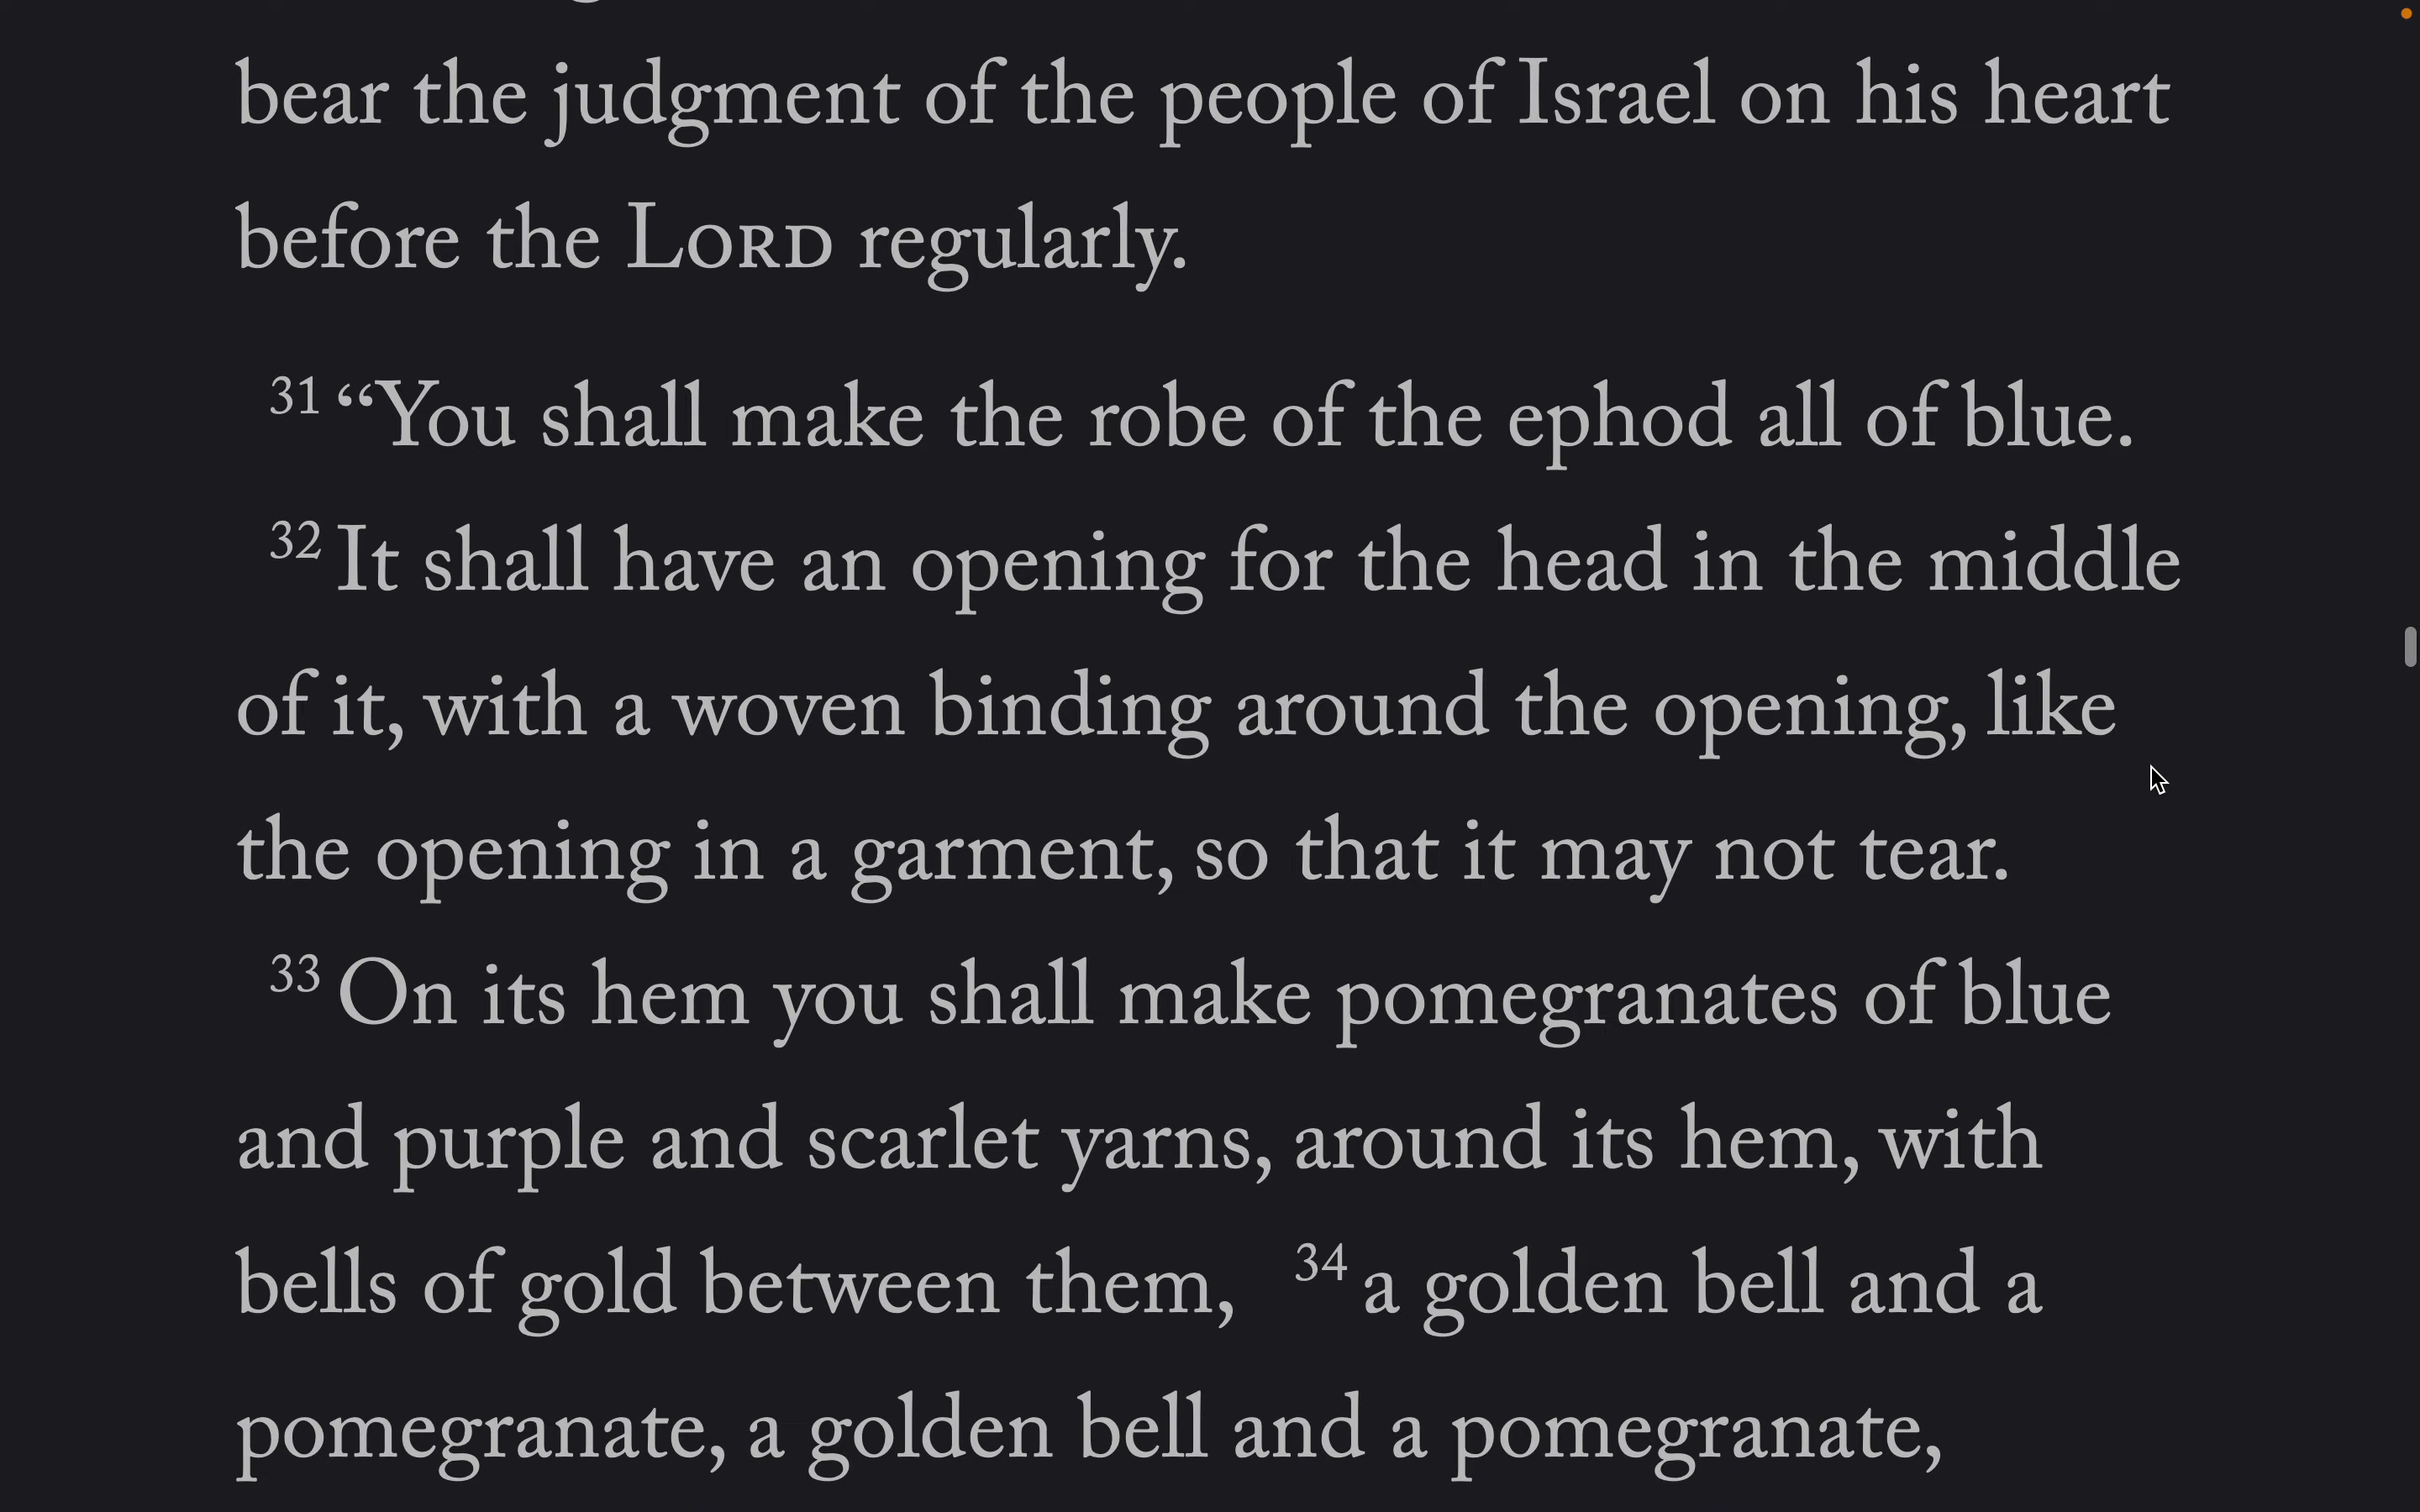 bear the judgment of the people of Israel on his heart
before the LORD regularly.
31 “You shall make the robe of the ephod all of blue.
32 It shall have an opening for the head in the middle
of it, with a woven binding around the opening, like
the opening in a garment, so that it may not tear.
33 On its hem you shall make pomegranates of blue
and purple and scarlet yarns, around its hem, with
bells of gold between them, 34 a golden bell and a
pomegranate, a golden bell and a pomegranate,